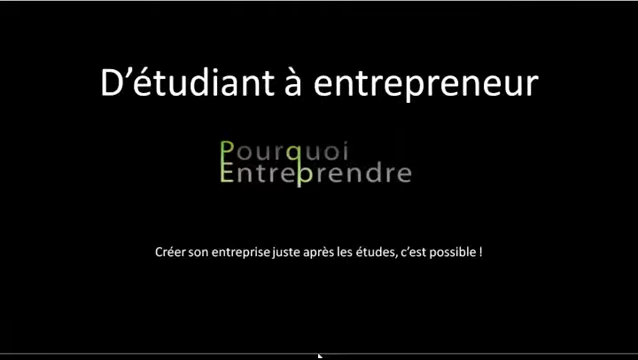 D’étudiant à entrepreneur
Pourquoi
Entreprendre
Créer son entreprise juste après les études, c’est possible !